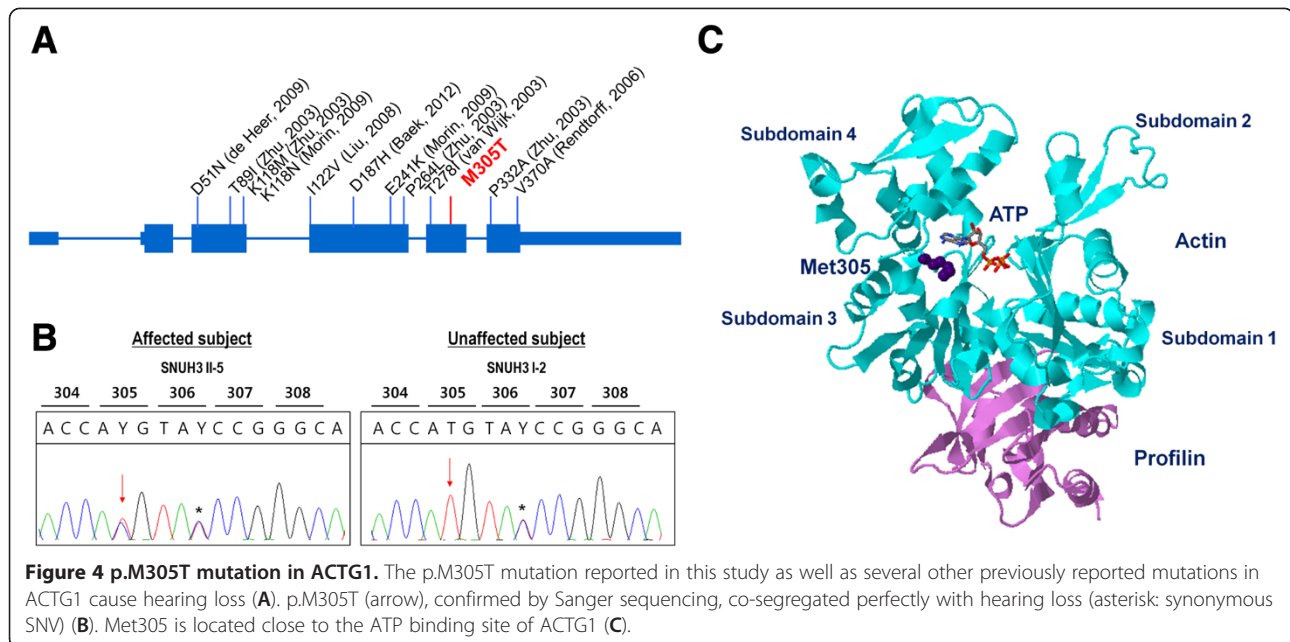 A
D51N (de Heer, 2009)
T89I (Zhu, 2003)
K118M (Zhu, 2003)
K118N (Morin, 2009)
I122V (Liu, 2008)
D187H (Baek, 2012)
E241K (Morin, 2009)
P264L (Zhu, 2003)
T278I (van Wijk, 2003)
M305T
P332A (Zhu, 2003)
V370A (Rendtorff, 2006)
B
Affected subject
SNUH3 II-5
304 305 306 307 308
A C C A Y G T A Y C C G G G C A
*
Unaffected subject
SNUH3 I-2
304 305 306 307 308
A C C A T G T A Y C C G G G C A
*
C
Subdomain 4
Subdomain 2
ATP
Actin
Met305
Subdomain 3
Subdomain 1
Profilin
Figure 4 p.M305T mutation in ACTG1. The p.M305T mutation reported in this study as well as several other previously reported mutations in
ACTG1 cause hearing loss (A). p.M305T (arrow), confirmed by Sanger sequencing, co-segregated perfectly with hearing loss (asterisk: synonymous
SNV) (B). Met305 is located close to the ATP binding site of ACTG1 (C).